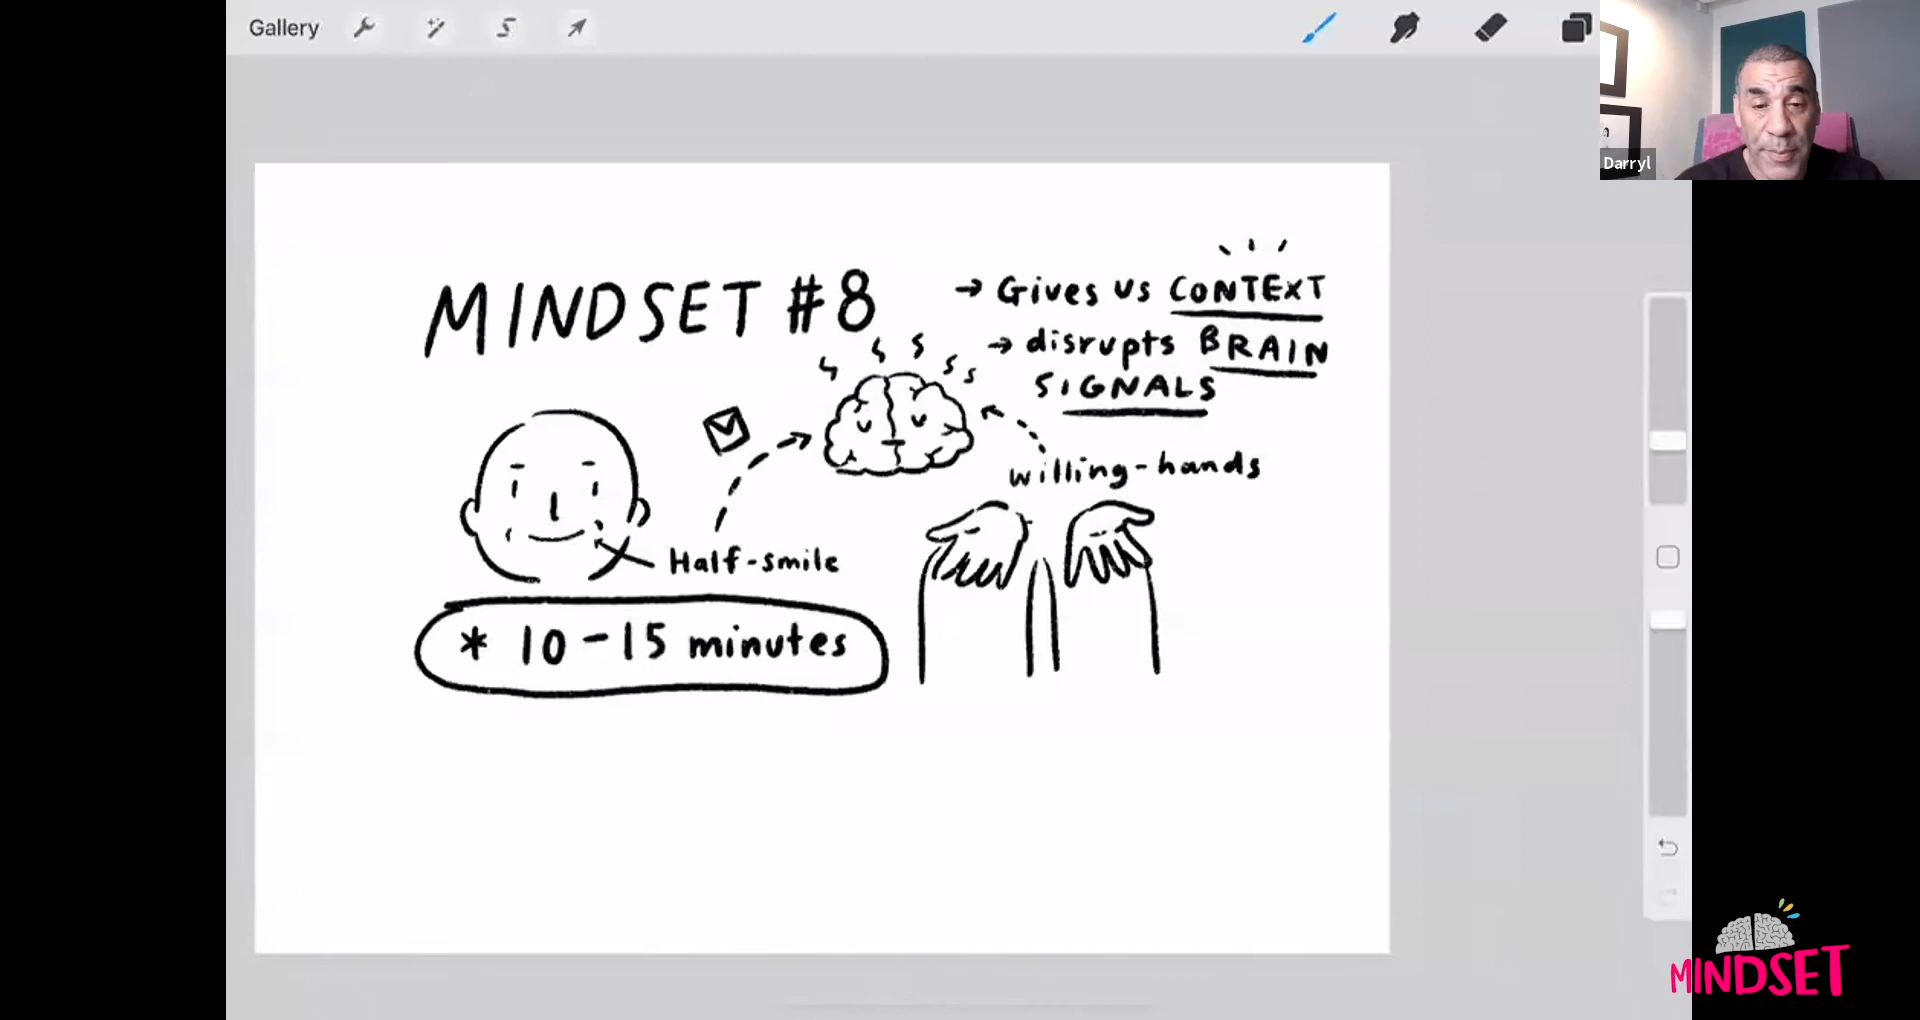 Gallery
Darryl
MINDSET #8
→ Gives us CONTEXT
→ disrupts BRAIN
SIGNALS
willing-hands
Half-smile
* 10-15 minutes
MINDSET